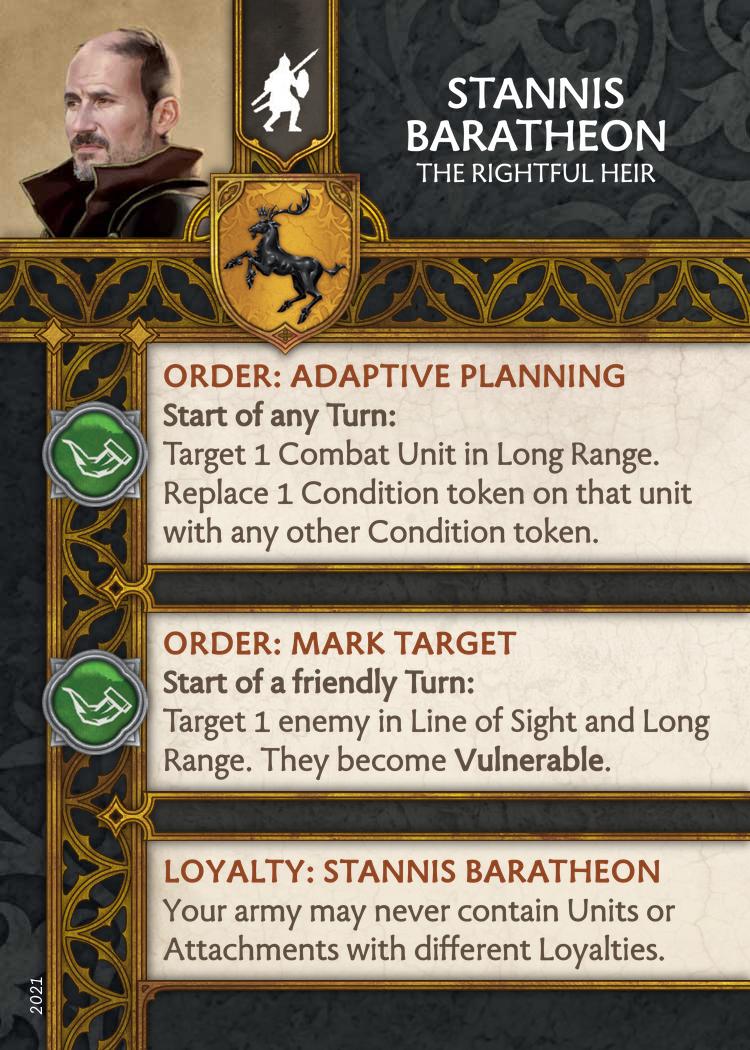 STANNIS
BARATHEON
THE RIGHTFUL HEIR
ORDER: ADAPTIVE PLANNING
Start of any Turn:
Target 1 Combat Unit in Long Range.
Replace 1 Condition token on that unit
with any other Condition token.
ORDER: MARK TARGET
Start of a friendly Turn:
Target 1 enemy in Line of Sight and Long
Range. They become Vulnerable.
LOYALTY: STANNIS BARATHEON
Your army may never contain Units or
Attachments with different Loyalties.
2021